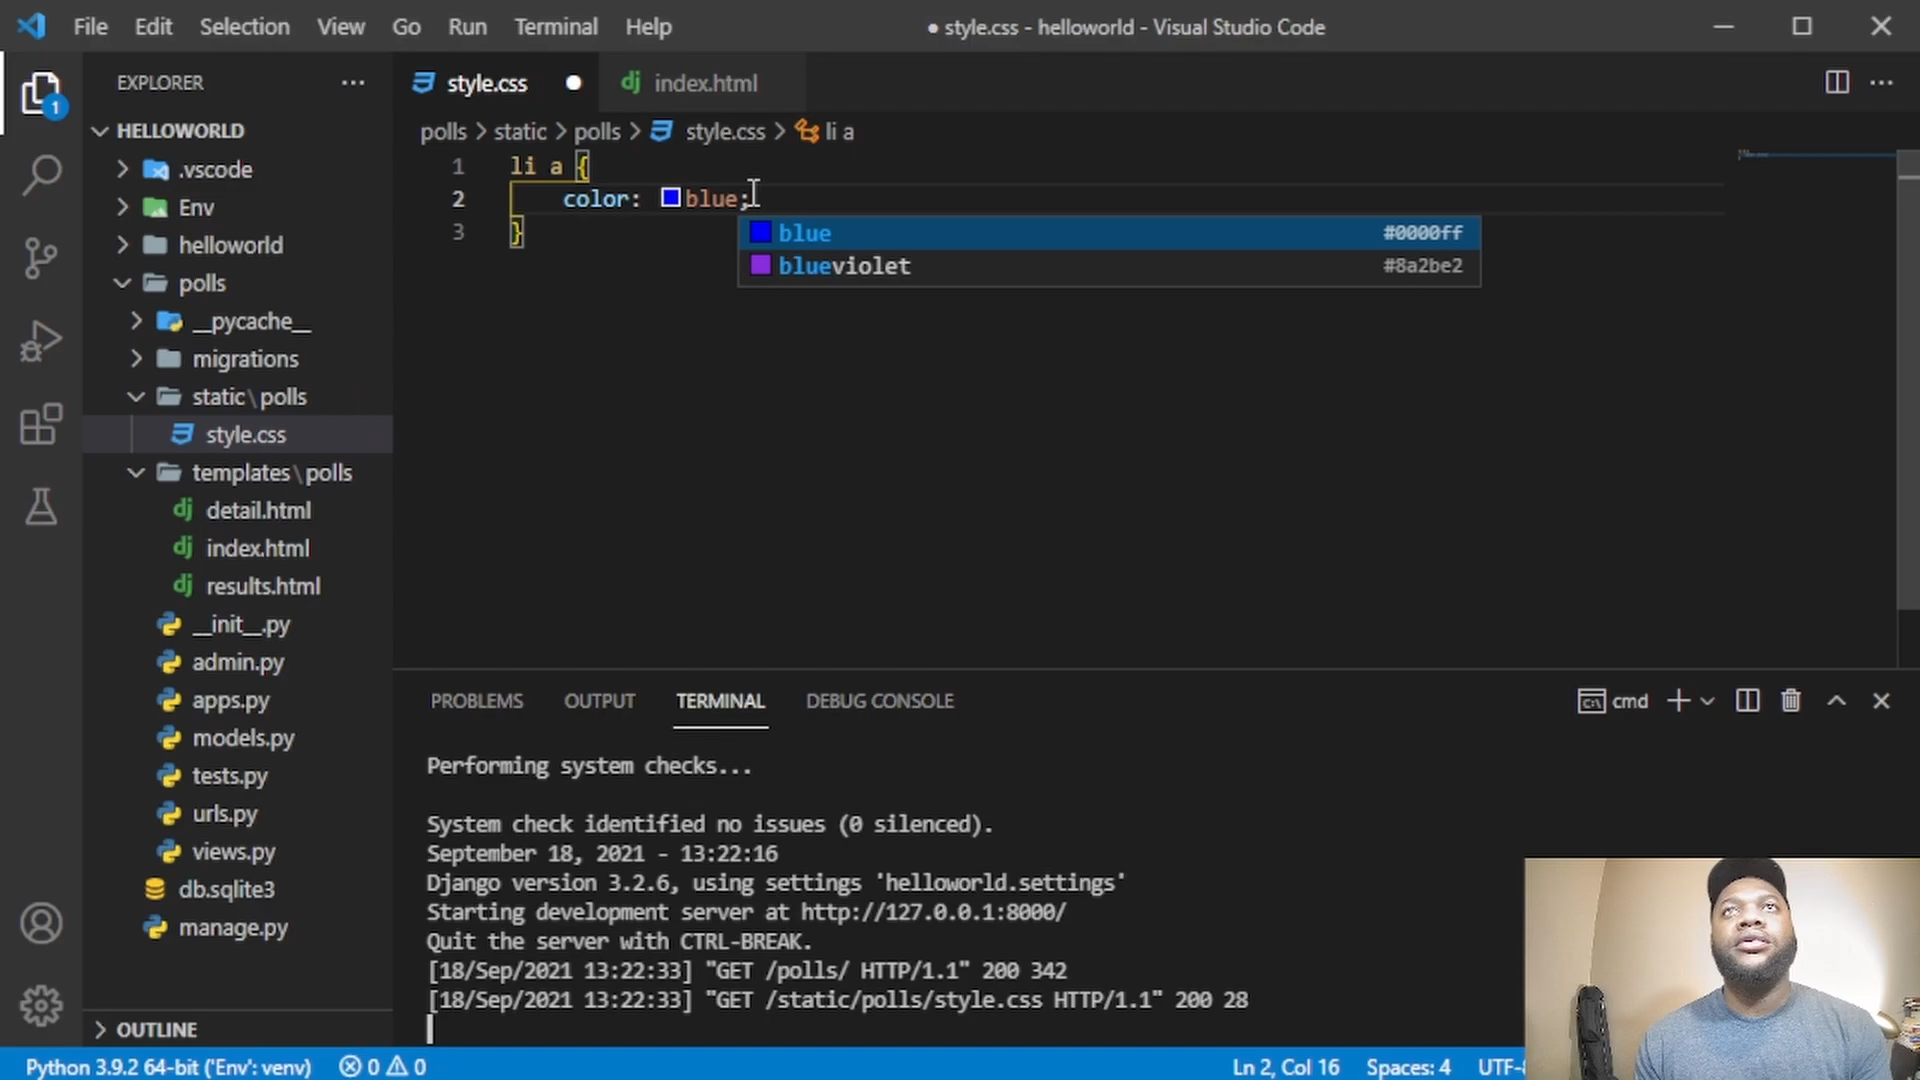 File Edit Selection View Go Run Terminal Help
● style.css - helloworld - Visual Studio Code
EXPLORER
1
HELLOWORLD
.vscode
Env
helloworld
polls
__pycache__
migrations
static\polls
style.css
templates\polls
detail.html
index.html
results.html
__init__.py
admin.py
apps.py
models.py
tests.py
urls.py
views.py
db.sqlite3
manage.py
OUTLINE
style.css
index.html
polls > static > polls > style.css > li a
1 li a {
2 color: blue;
3 }
blue #0000ff
blueviolet #8a2be2
PROBLEMS OUTPUT TERMINAL DEBUG CONSOLE
cmd
Performing system checks...
System check identified no issues (0 silenced).
September 18, 2021 - 13:22:16
Django version 3.2.6, using settings 'helloworld.settings'
Starting development server at http://127.0.0.1:8000/
Quit the server with CTRL-BREAK.
[18/Sep/2021 13:22:33] "GET /polls/ HTTP/1.1" 200 342
[18/Sep/2021 13:22:33] "GET /static/polls/style.css HTTP/1.1" 200 28
Python 3.9.2 64-bit ('Env': venv) 0 0 Ln 2, Col 16 Spaces: 4